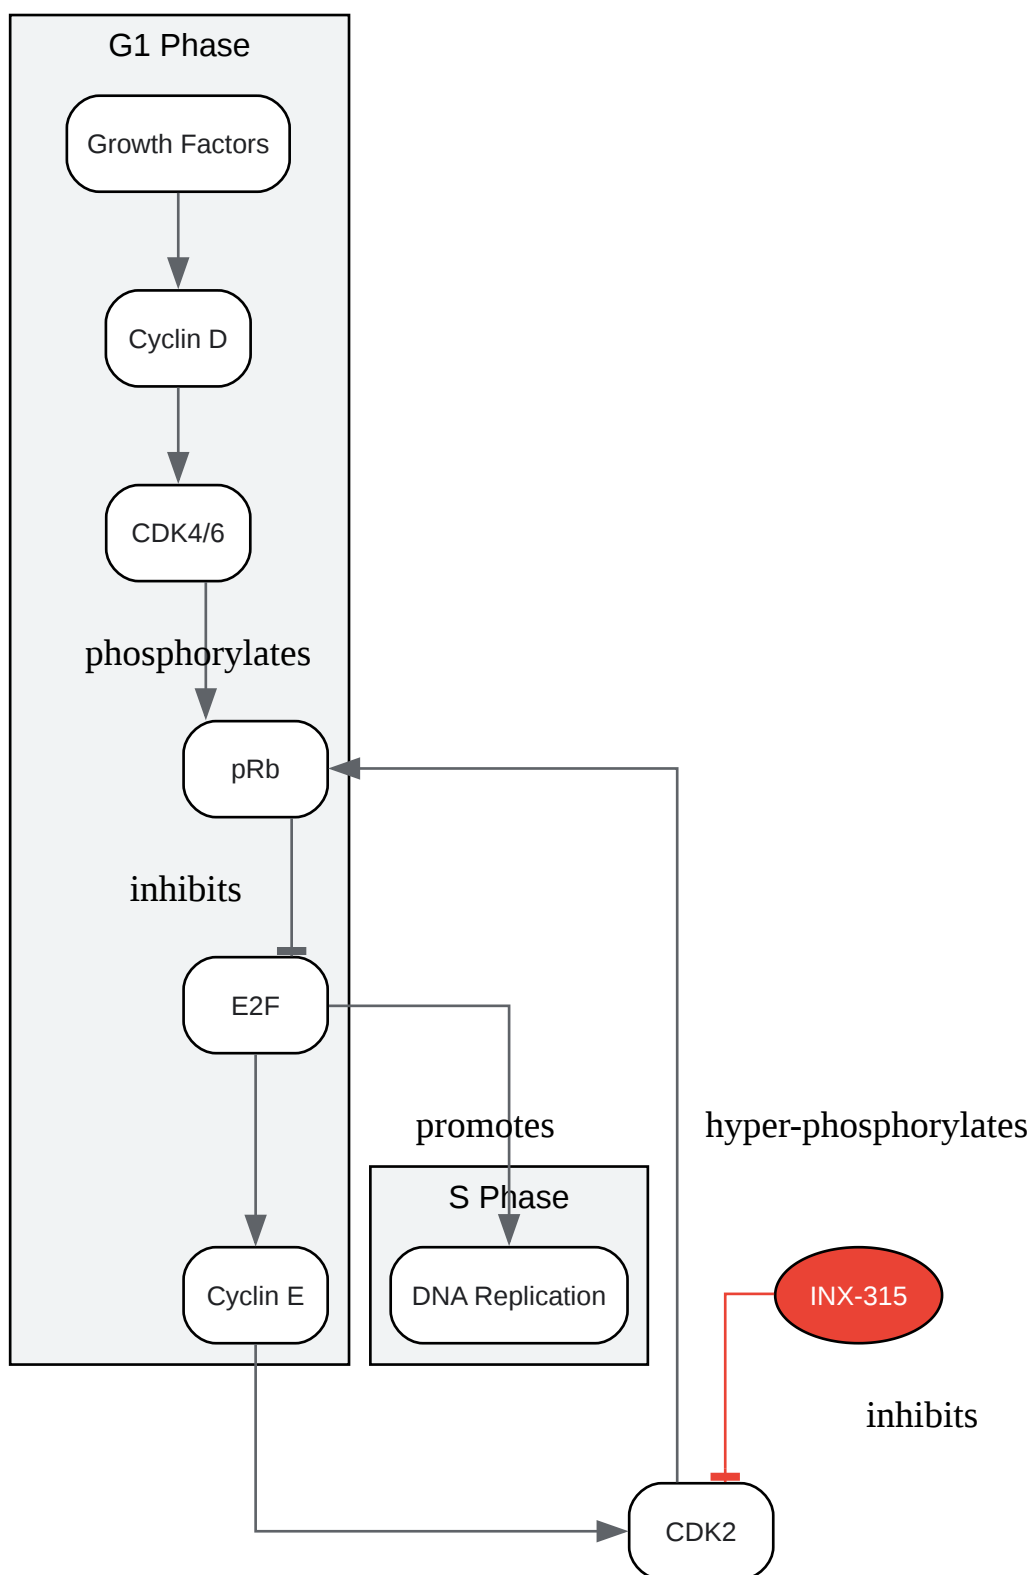 G1 Phase
Growth Factors
Cyclin D
CDK4/6
phosphorylates
pRb
inhibits
E2F
promotes
hyper-phosphorylates
S Phase
Cyclin E
DNA Replication
INX-315
inhibits
CDK2